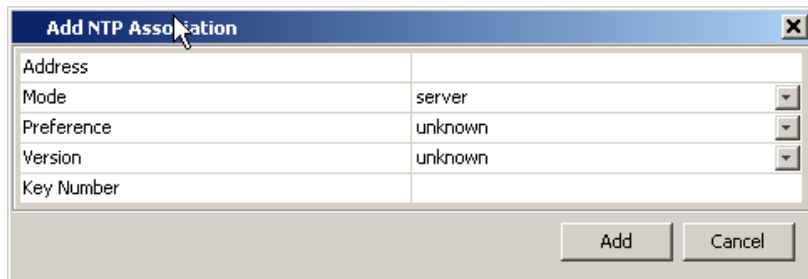 Add NTP Association
Address
Mode server
Preference unknown
Version unknown
Key Number
Add Cancel